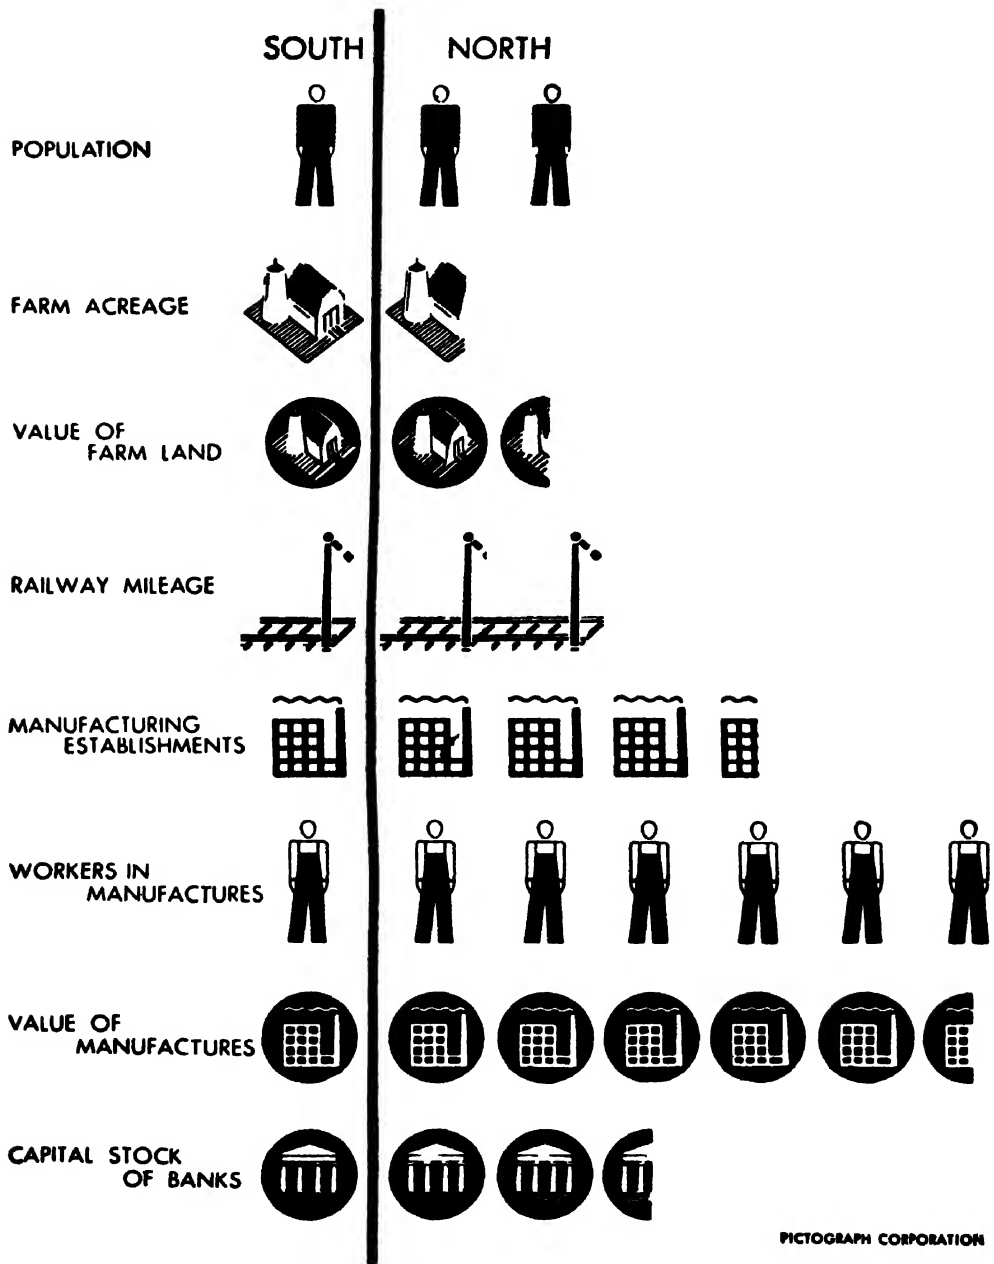 SOUTH NORTH
POPULATION
FARM ACREAGE
VALUE OF
FARM LAND
RAILWAY MILEAGE
MANUFACTURING
ESTABLISHMENTS
WORKERS IN
MANUFACTURES
VALUE OF
MANUFACTURES
CAPITAL STOCK
OF BANKS
PICTOGRAPH CORPORATION